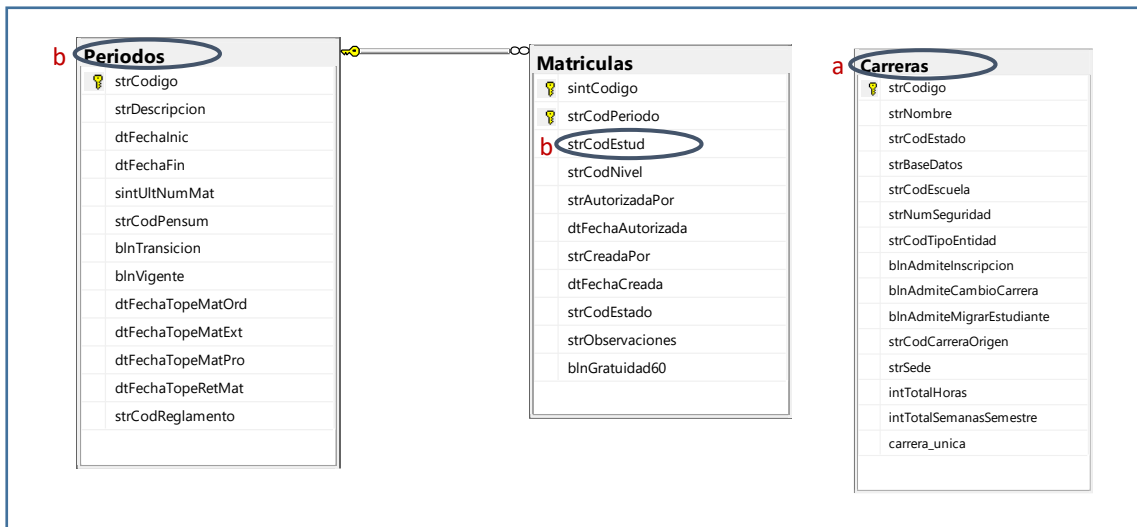 b
Periodos
strCodigo
strDescripcion
dtFechaInic
dtFechaFin
sintUltNumMat
strCodPensum
blnTransicion
blnVigente
dtFechaTopeMatOrd
dtFechaTopeMatExt
dtFechaTopeMatPro
dtFechaTopeRetMat
strCodReglamento
Matriculas
sintCodigo
strCodPeriodo
b
strCodEstud
strCodNivel
strAutorizadaPor
dtFechaAutorizada
strCreadaPor
dtFechaCreada
strCodEstado
strObservaciones
blnGratuidad60
a
Carreras
strCodigo
strNombre
strCodEstado
strBaseDatos
strCodEscuela
strNumSeguridad
strCodTipoEntidad
blnAdmiteInscripcion
blnAdmiteCambioCarrera
blnAdmiteMigrarEstudiante
strCodCarreraOrigen
strSede
intTotalHoras
intTotalSemanasSemestre
carrera_unica